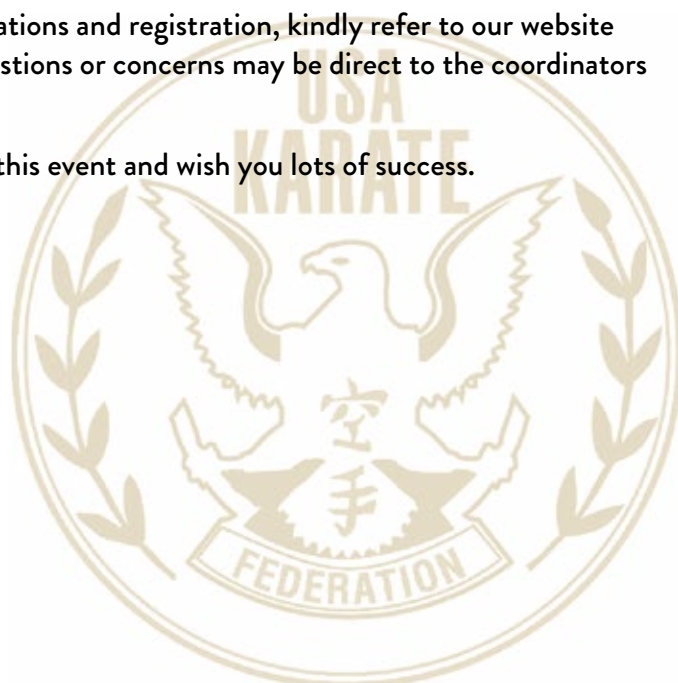 ations and registration, kindly refer to our website
stions or concerns may be direct to the coordinators
this event and wish you lots of success.
USA
KARATE
空
手
FEDERATION